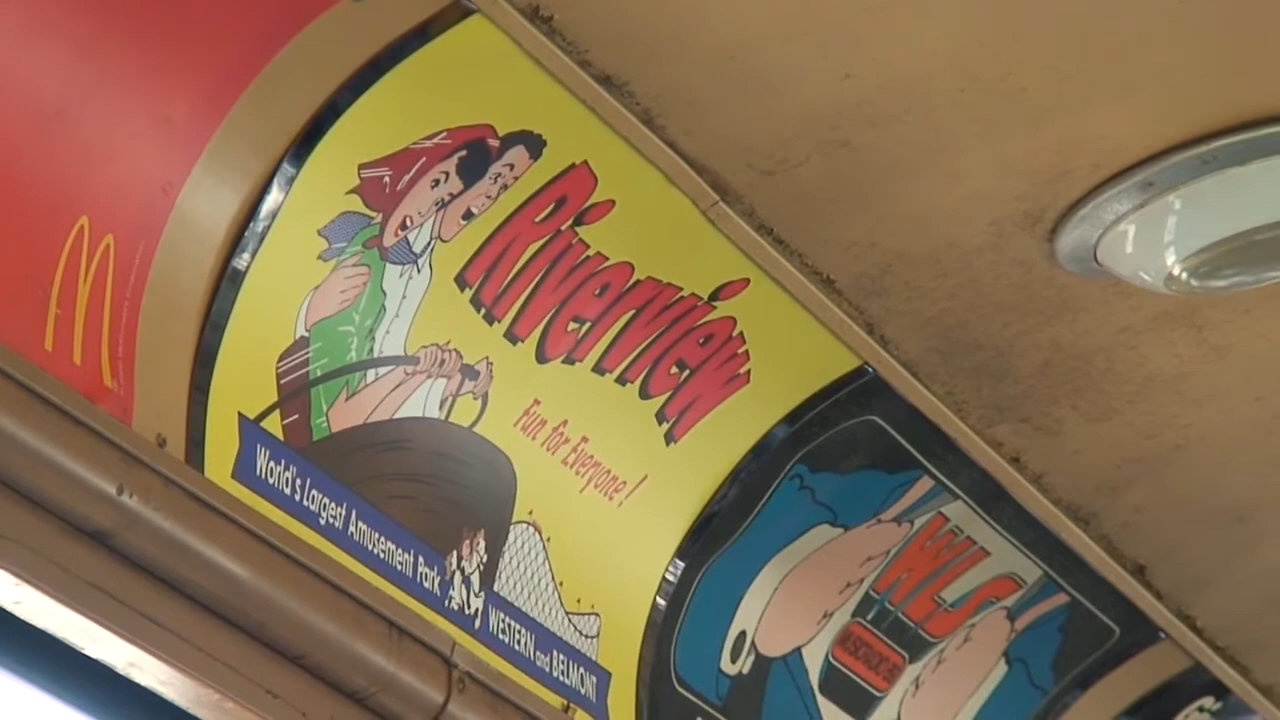 Riverview
Fun for Everyone!
World's Largest Amusement Park
WESTERN and BELMONT
WLS